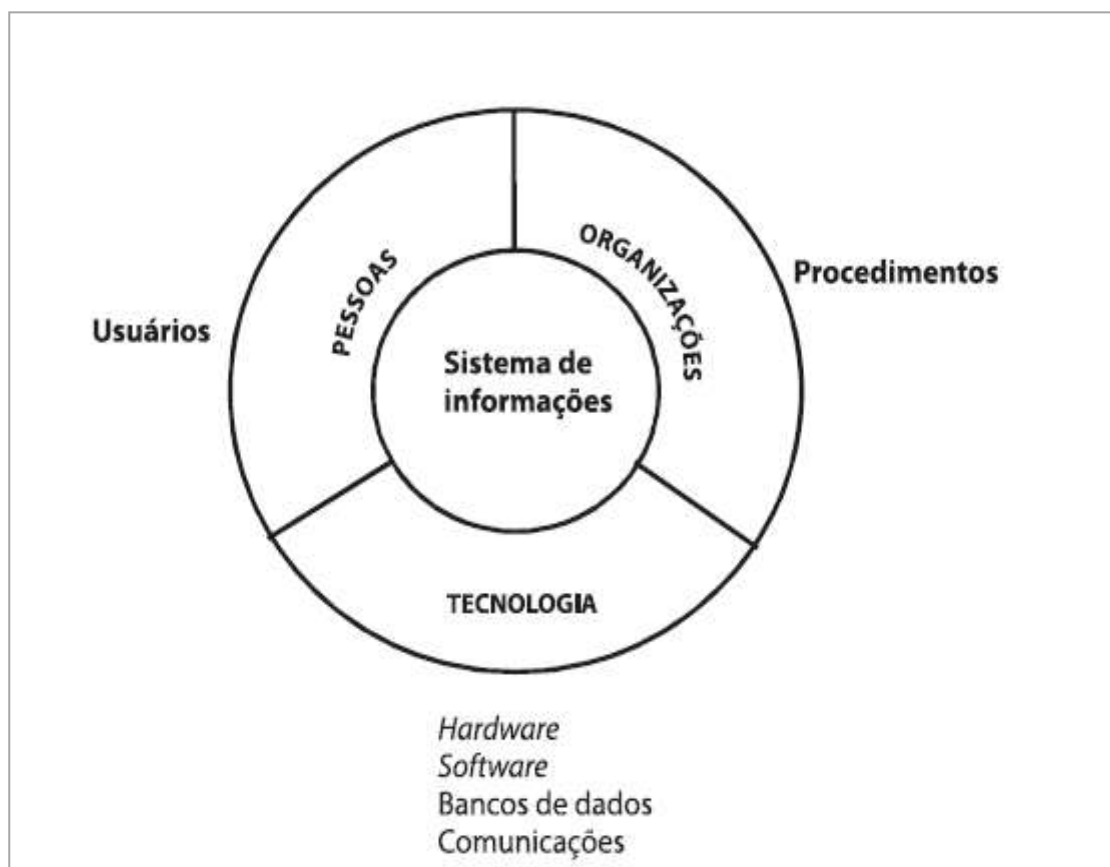 ORGANIZAÇÕES
PESSOAS
Procedimentos
Usuários
Sistema de
informações
TECNOLOGIA
Hardware
Software
Bancos de dados
Comunicações